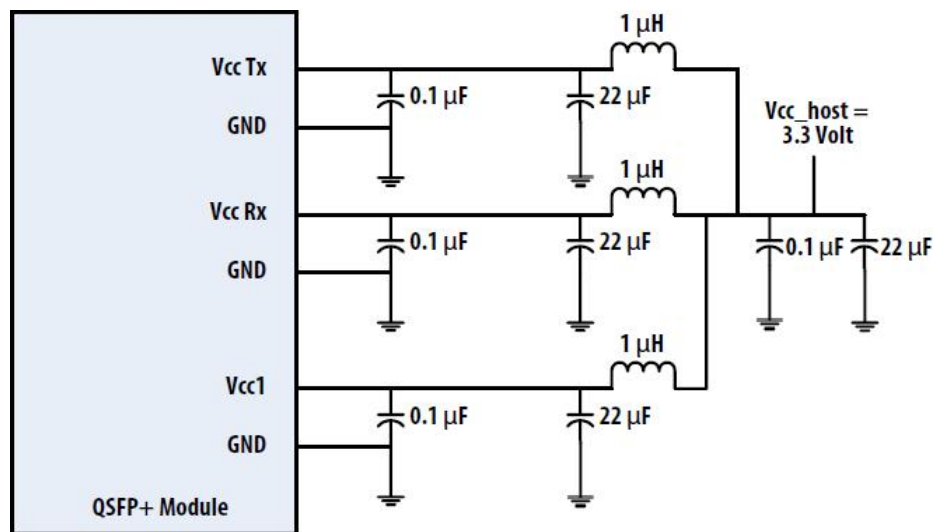 1 μH
Vcc Tx
0.1 μF
22 μF
GND
Vcc_host =
3.3 Volt
1 μH
Vcc Rx
0.1 μF
22 μF
0.1 μF
22 μF
GND
1 μH
Vcc1
0.1 μF
22 μF
GND
QSFP+ Module